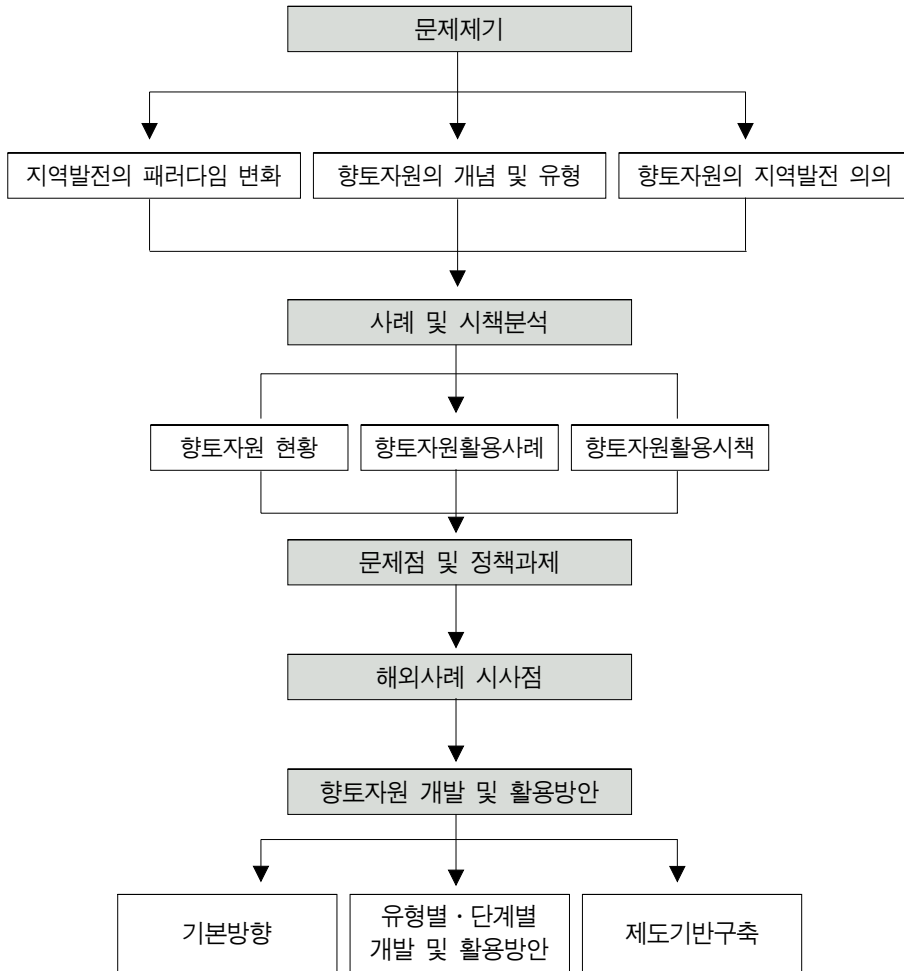 문제제기
지역발전의 패러다임 변화
향토자원의 개념 및 유형
향토자원의 지역발전 의의
사례 및 시책분석
향토자원 현황
향토자원활용사례
향토자원활용시책
문제점 및 정책과제
해외사례 시사점
향토자원 개발 및 활용방안
기본방향
유형별·단계별
개발 및 활용방안
제도기반구축